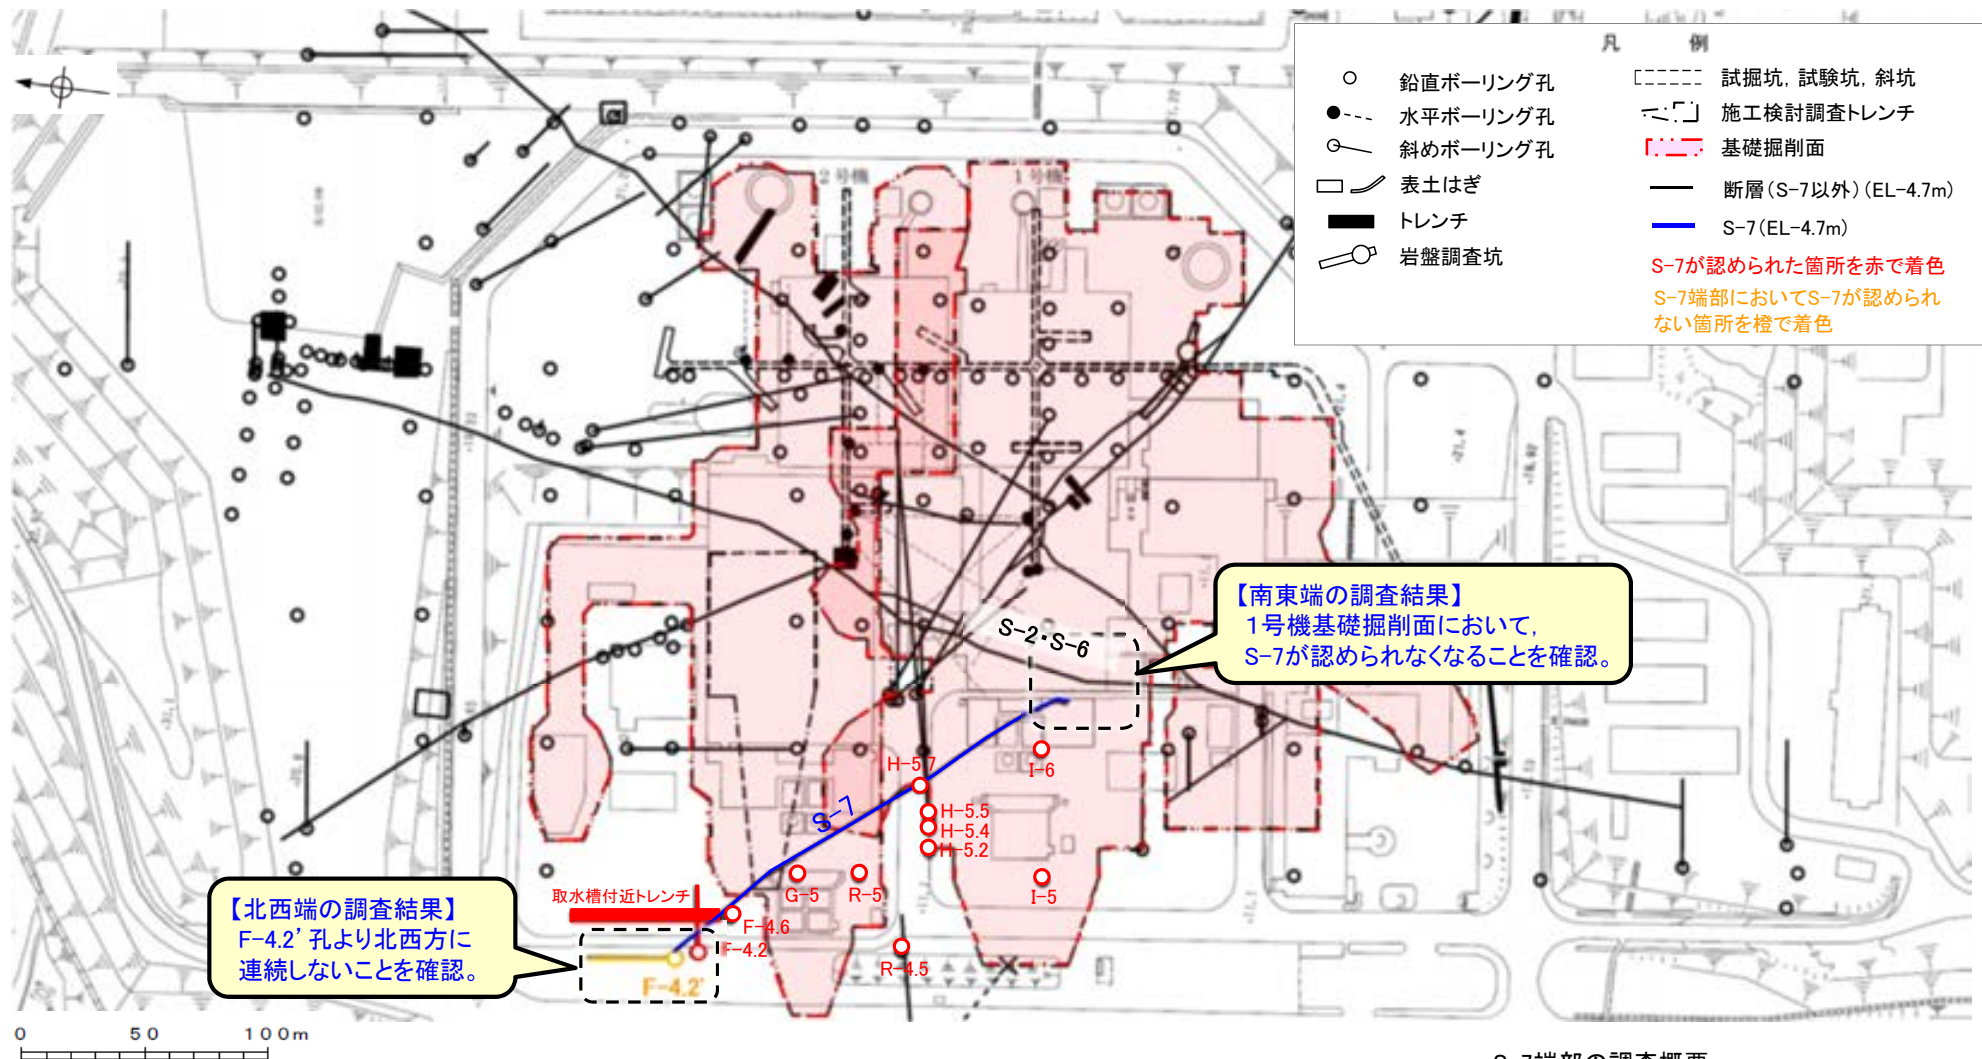 凡　例
鉛直ボーリング孔
水平ボーリング孔
斜めボーリング孔
表土はぎ
トレンチ
岩盤調査坑
試掘坑, 試験坑, 斜坑
施工検討調査トレンチ
基礎掘削面
断層(S-7以外)(EL-4.7m)
S-7(EL-4.7m)
S-7が認められた箇所を赤で着色
S-7端部においてS-7が認められ
ない箇所を橙で着色
2号機
1号機
S-2・S-6
【南東端の調査結果】
1号機基礎掘削面において,
S-7が認められなくなることを確認。
H-5.7
I-6
S-7
H-5.5
H-5.4
H-5.2
G-5
R-5
I-5
取水槽付近トレンチ
F-4.6
F-4.2
R-4.5
F-4.2'
【北西端の調査結果】
F-4.2' 孔より北西方に
連続しないことを確認。
0 50 100m
S-7端部の調査概要